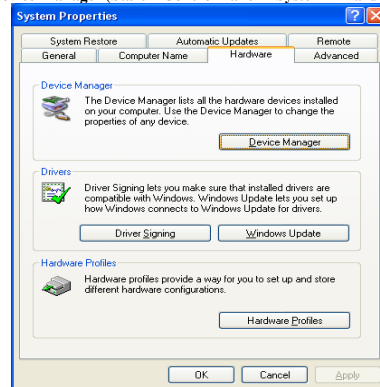 System Properties
System Restore Automatic Updates Remote
General Computer Name Hardware Advanced
Device Manager
The Device Manager lists all the hardware devices installed
on your computer. Use the Device Manager to change the
properties of any device.
Device Manager
Drivers
Driver Signing lets you make sure that installed drivers are
compatible with Windows. Windows Update lets you set up
how Windows connects to Windows Update for drivers.
Driver Signing Windows Update
Hardware Profiles
Hardware profiles provide a way for you to set up and store
different hardware configurations.
Hardware Profiles
OK Cancel Apply